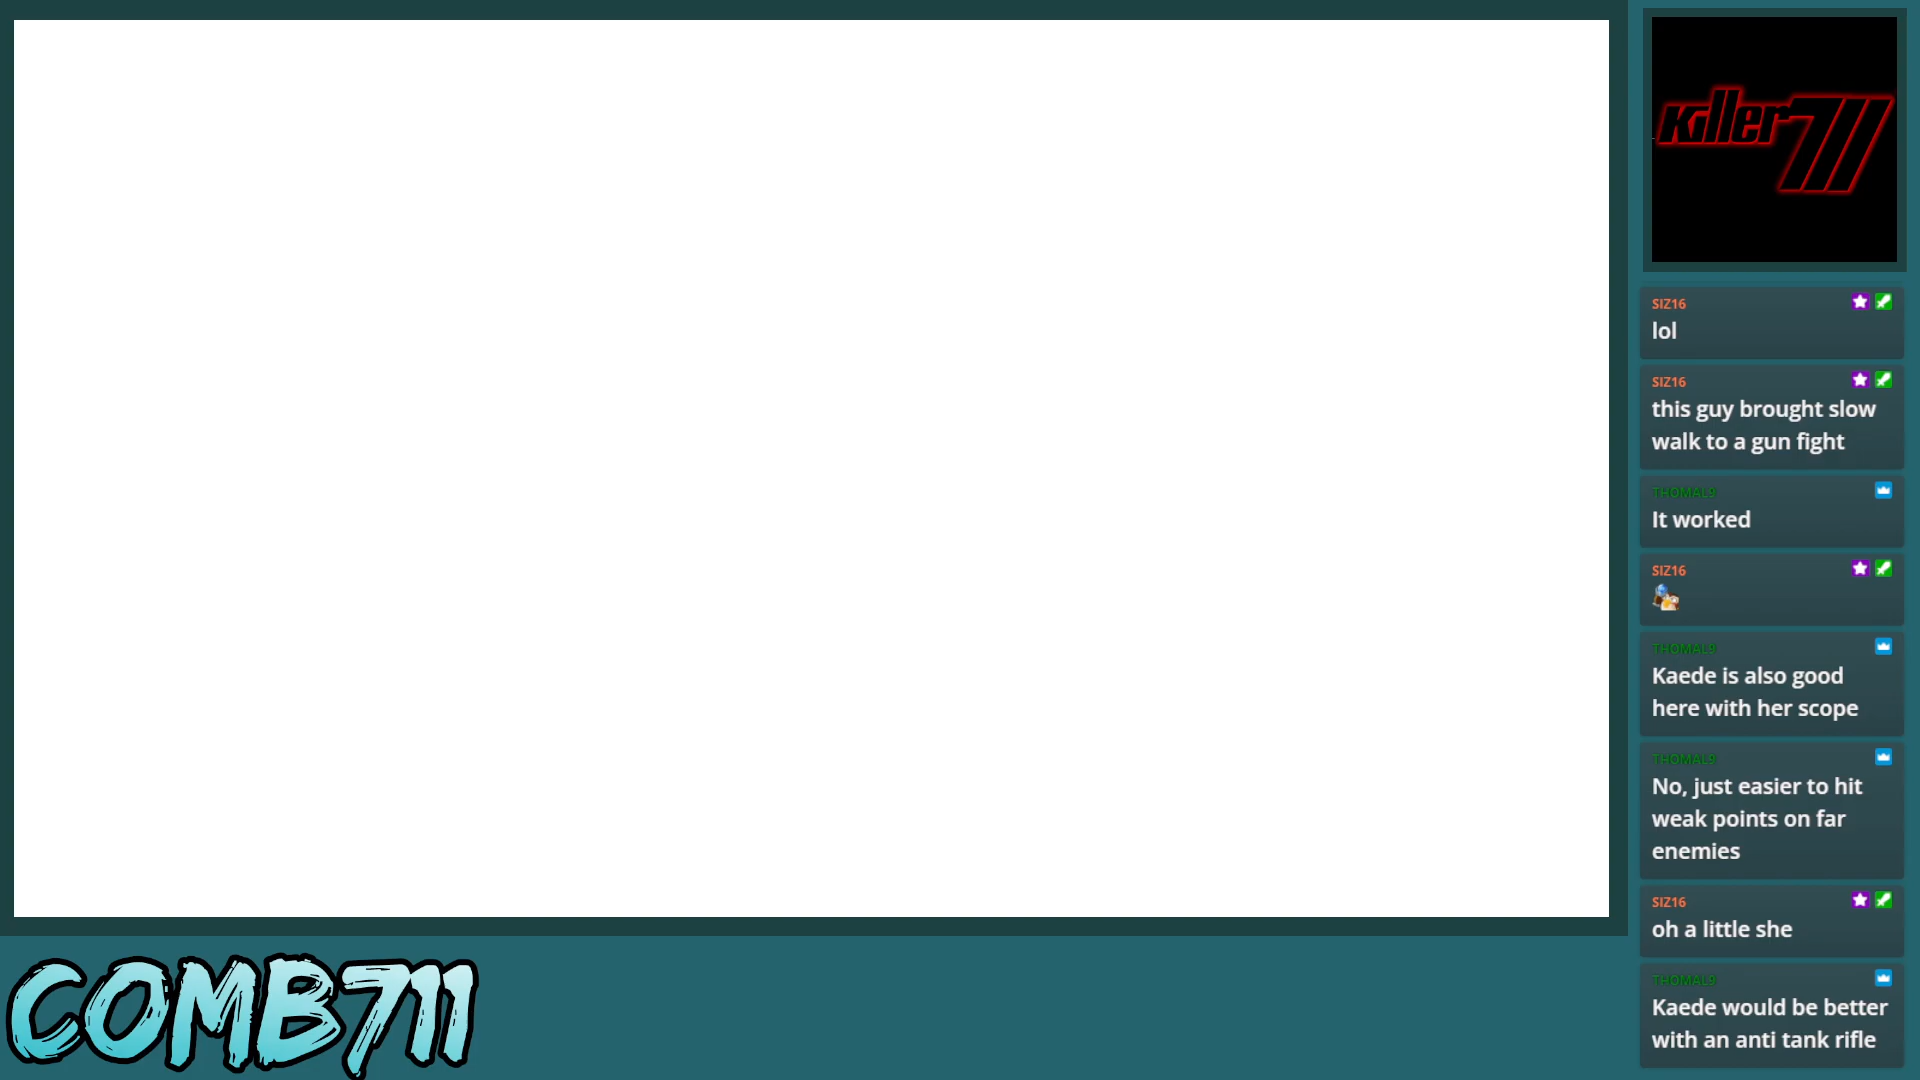 killer7//
SIZ16
lol
SIZ16
this guy brought slow
walk to a gun fight
THOMAL9
It worked
SIZ16
THOMAL9
Kaede is also good
here with her scope
THOMAL9
No, just easier to hit
weak points on far
enemies
SIZ16
oh a little she
THOMAL9
Kaede would be better
with an anti tank rifle
COMB711